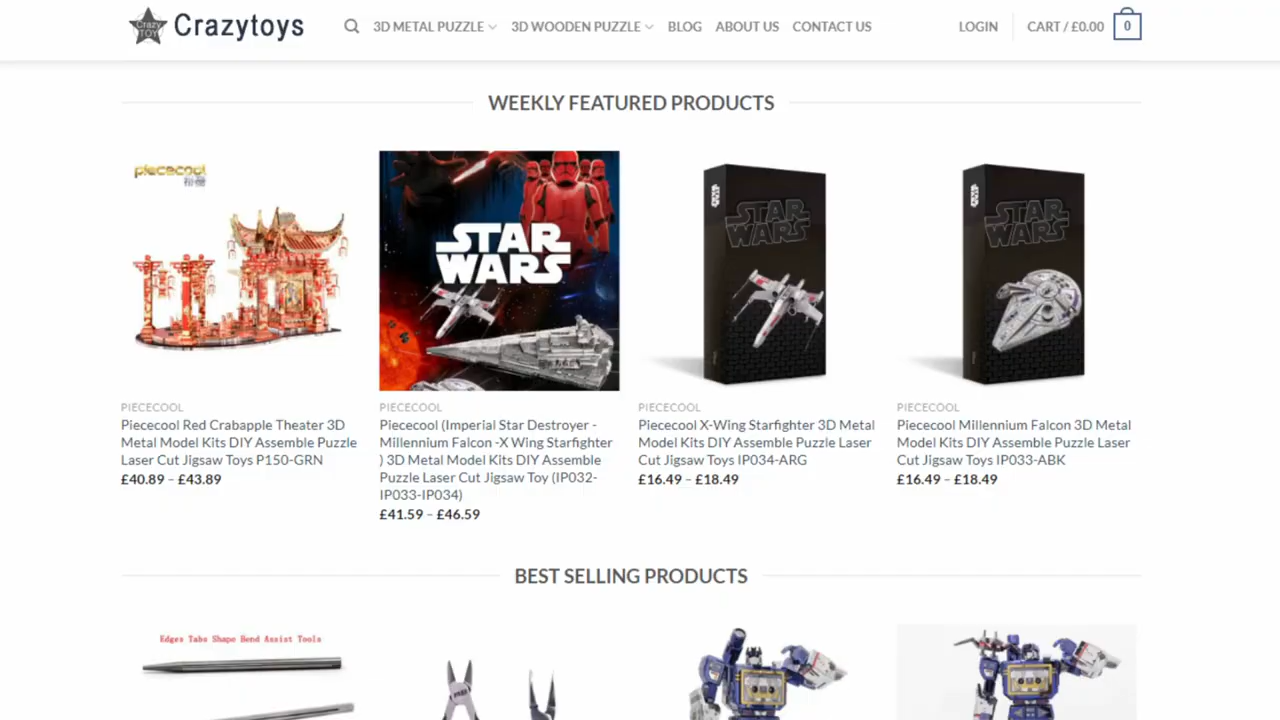 Crazy
TOY
Crazytoys
3D METAL PUZZLE
3D WOODEN PUZZLE
BLOG
ABOUT US
CONTACT US
LOGIN
CART / £0.00
0
WEEKLY FEATURED PRODUCTS
piececool
STAR
WARS
STAR
WARS
STAR
WARS
PIECECOOL
Piececool Red Crabapple Theater 3D
Metal Model Kits DIY Assemble Puzzle
Laser Cut Jigsaw Toys P150-GRN
£40.89 – £43.89
PIECECOOL
Piececool (Imperial Star Destroyer -
Millennium Falcon -X Wing Starfighter
) 3D Metal Model Kits DIY Assemble
Puzzle Laser Cut Jigsaw Toy (IP032-
IP033-IP034)
£41.59 – £46.59
PIECECOOL
Piececool X-Wing Starfighter 3D Metal
Model Kits DIY Assemble Puzzle Laser
Cut Jigsaw Toys IP034-ARG
£16.49 – £18.49
PIECECOOL
Piececool Millennium Falcon 3D Metal
Model Kits DIY Assemble Puzzle Laser
Cut Jigsaw Toys IP033-ABK
£16.49 – £18.49
BEST SELLING PRODUCTS
Edges Tabs Shape Bend Assist Tools